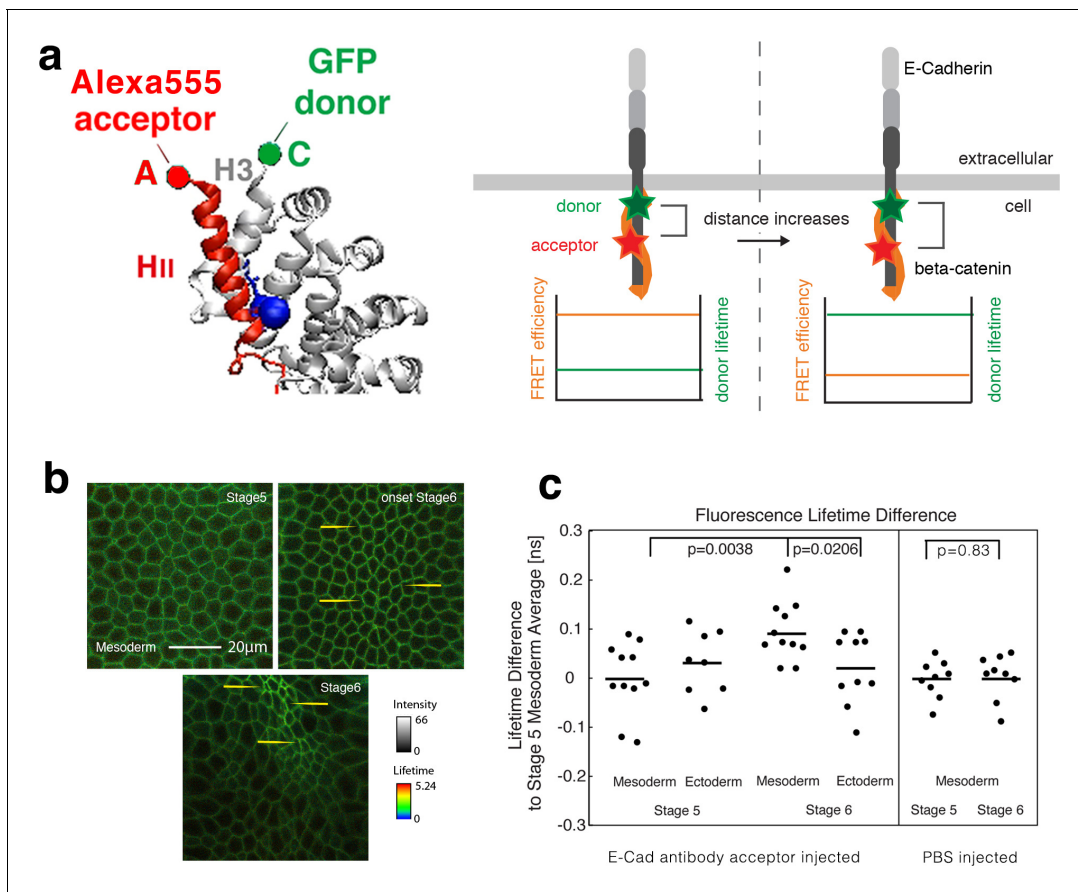 a
Alexa555
acceptor
GFP
donor
A
H3
C
HII
E-Cadherin
extracellular
cell
donor
acceptor
distance increases
beta-catenin
FRET efficiency
donor lifetime
FRET efficiency
donor lifetime
b
Stage5
Mesoderm
20µm
onset Stage6
Stage6
Intensity
66
0
Lifetime
5.24
0
c
Fluorescence Lifetime Difference
Lifetime Difference
to Stage 5 Mesoderm Average [ns]
0.3
0.2
0.1
0
-0.1
-0.2
-0.3
p=0.0038
p=0.0206
p=0.83
Mesoderm Ectoderm Mesoderm Ectoderm Mesoderm
Stage 5 Stage 6 Stage 5 Stage 6
E-Cad antibody acceptor injected PBS injected